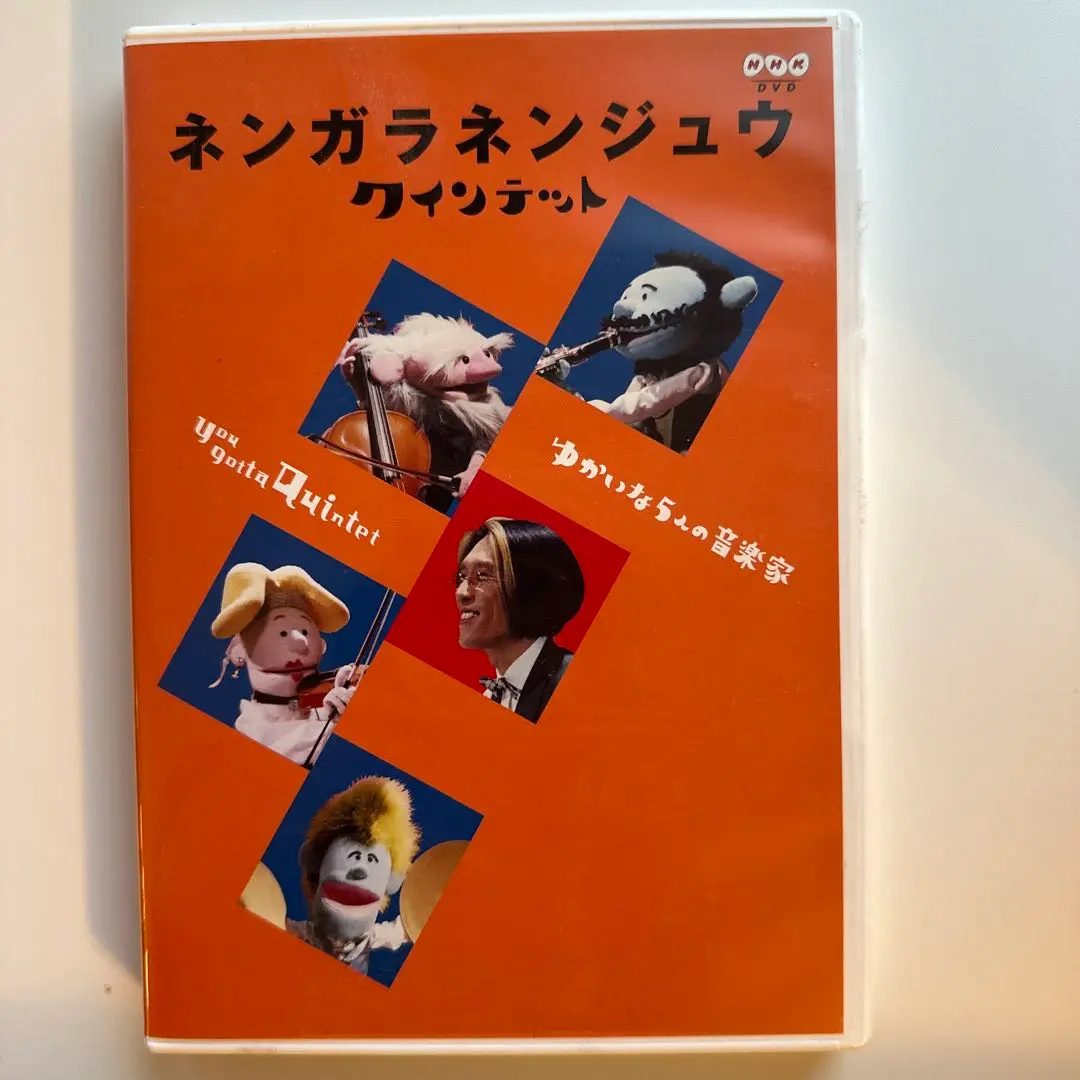 NHK
DVD
ネンガラネンジュウ
クインテット
you
gotta Quintet
ゆかいな5人の音楽家